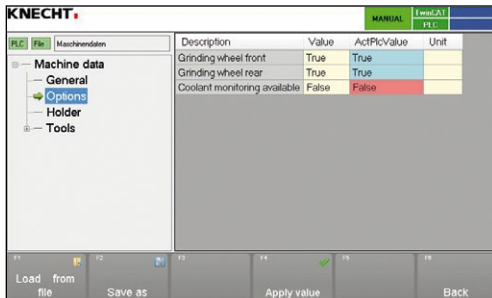 KNECHT
MANUAL
TwinCAT
PLC
PLC File Maschinendaten
Machine data
General
Options
Holder
Tools
Description Value ActPlcValue Unit
Grinding wheel front True True
Grinding wheel rear True True
Coolant monitoring available False False
F1 F2 F3 F4 F5 F8
Load from
file Save as Apply value Back